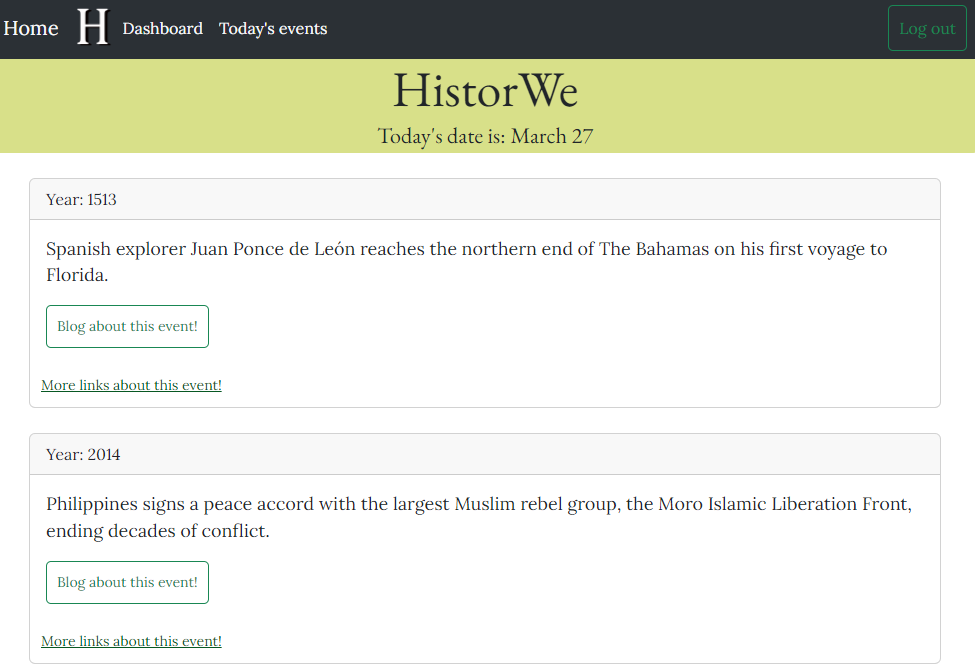 Home H Dashboard Today's events Log out
HistorWe
Today's date is: March 27
Year: 1513
Spanish explorer Juan Ponce de León reaches the northern end of The Bahamas on his first voyage to
Florida.
Blog about this event!
More links about this event!
Year: 2014
Philippines signs a peace accord with the largest Muslim rebel group, the Moro Islamic Liberation Front,
ending decades of conflict.
Blog about this event!
More links about this event!